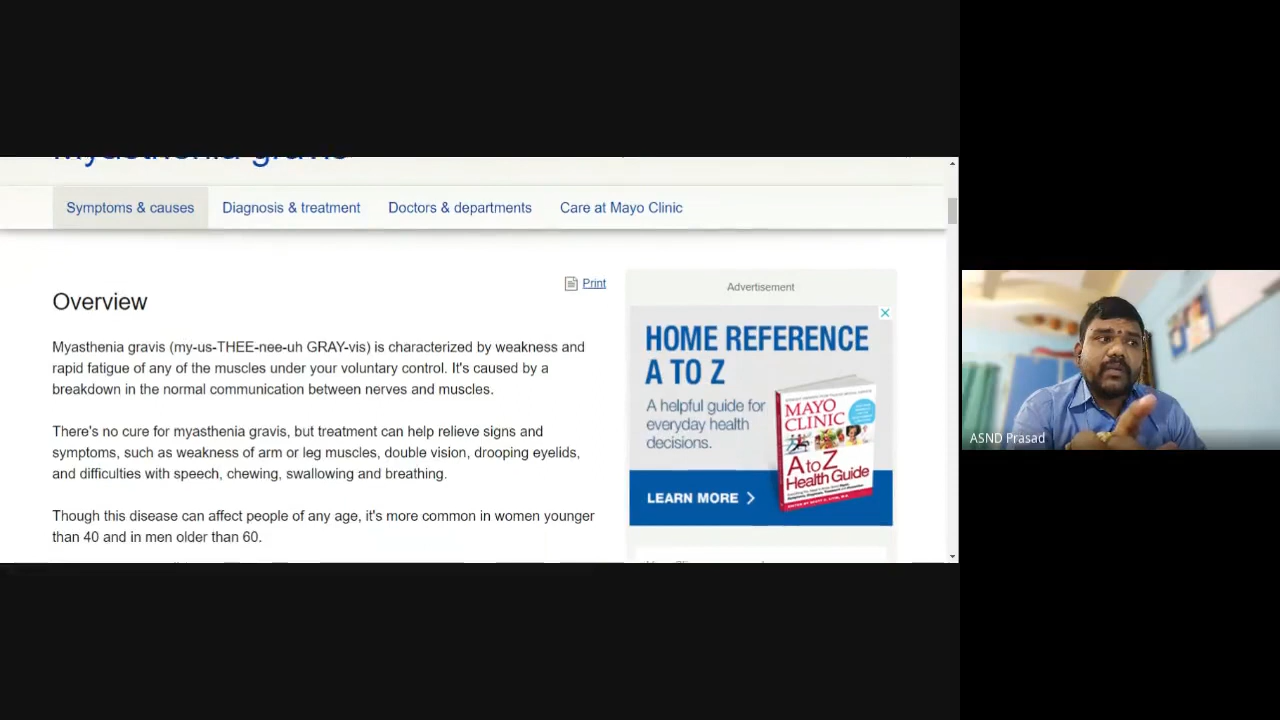 Myasthenia gravis
Symptoms & causes
Diagnosis & treatment
Doctors & departments
Care at Mayo Clinic
Print
Overview
Myasthenia gravis (my-us-THEE-nee-uh GRAY-vis) is characterized by weakness and
rapid fatigue of any of the muscles under your voluntary control. It's caused by a
breakdown in the normal communication between nerves and muscles.
There's no cure for myasthenia gravis, but treatment can help relieve signs and
symptoms, such as weakness of arm or leg muscles, double vision, drooping eyelids,
and difficulties with speech, chewing, swallowing and breathing.
Though this disease can affect people of any age, it's more common in women younger
than 40 and in men older than 60.
Advertisement
HOME REFERENCE
A TO Z
A helpful guide for
everyday health
decisions.
LEARN MORE
MAYO
CLINIC
A to Z
Health Guide
ASND Prasad